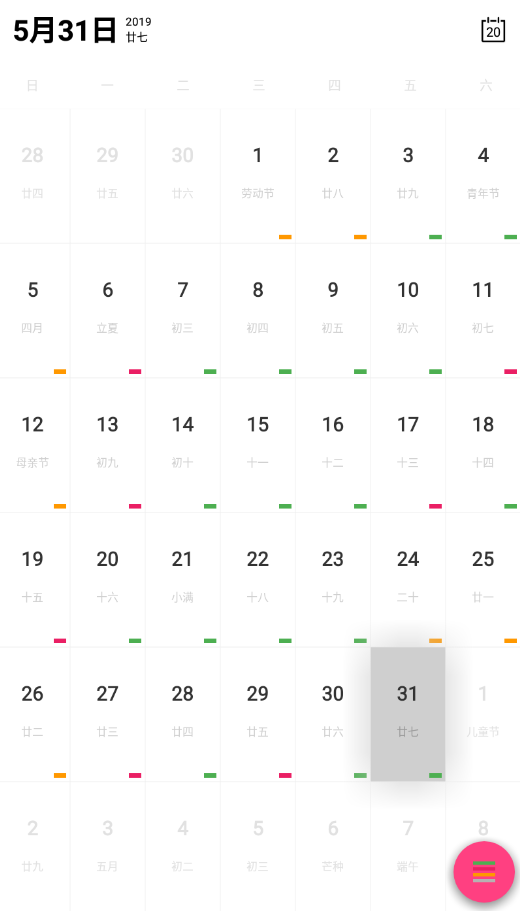 5月31日 2019
廿七
20
日 一 二 三 四 五 六
28 29 30 1 2 3 4
廿四 廿五 廿六 劳动节 廿八 廿九 青年节
5 6 7 8 9 10 11
四月 立夏 初三 初四 初五 初六 初七
12 13 14 15 16 17 18
母亲节 初九 初十 十一 十二 十三 十四
19 20 21 22 23 24 25
十五 十六 小满 十八 十九 二十 廿一
26 27 28 29 30 31 1
廿二 廿三 廿四 廿五 廿六 廿七 儿童节
2 3 4 5 6 7 8
廿九 五月 初二 初三 芒种 端午